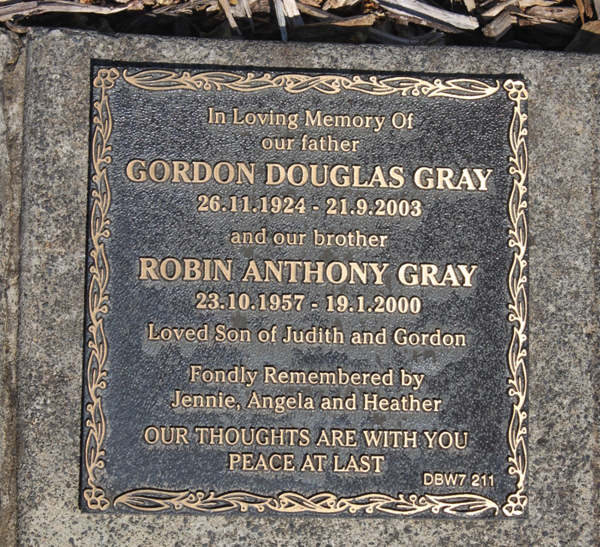 In Loving Memory Of
our father
GORDON DOUGLAS GRAY
26.11.1924 - 21.9.2003
and our brother
ROBIN ANTHONY GRAY
23.10.1957 - 19.1.2000
Loved Son of Judith and Gordon
Fondly Remembered by
Jennie, Angela and Heather
OUR THOUGHTS ARE WITH YOU
PEACE AT LAST
DBW7 211